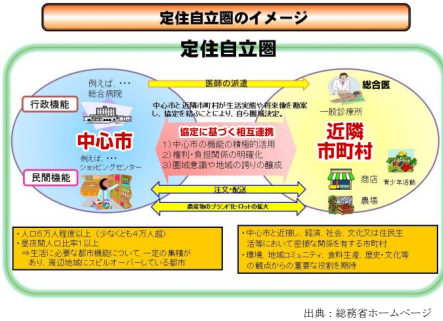 定住自立圏のイメージ
定住自立圏
例えば、・・・
総合病院
行政機能
中心市
例えば、・・・
ショッピングセンター
民間機能
医師の派遣
中心市と近隣市町村が生活実態や将来像を勘案
し、協定を結ぶことにより、自ら圏域決定。
協定に基づく相互連携
1)中心市の機能の積極的活用
2)権利・負担関係の明確化
3)圏域意識や地域の誇りの醸成
総合医
一般診療所
近隣
市町村
商店
青少年活動
農場
注文・配送
農産物のブランド化・ロットの拡大
・人口5万人程度以上(少なくとも4万人超)
・昼夜間人口比率1以上
⇒生活に必要な都市機能について、一定の集積が
あり、周辺地域にスピルオーバーしている都市
・中心市と近接し、経済、社会、文化又は住民生
活等において密接な関係を有する市町村
・環境、地域コミュニティ、食料生産、歴史・文化等
の観点からの重要な役割を期待
出典：総務省ホームページ